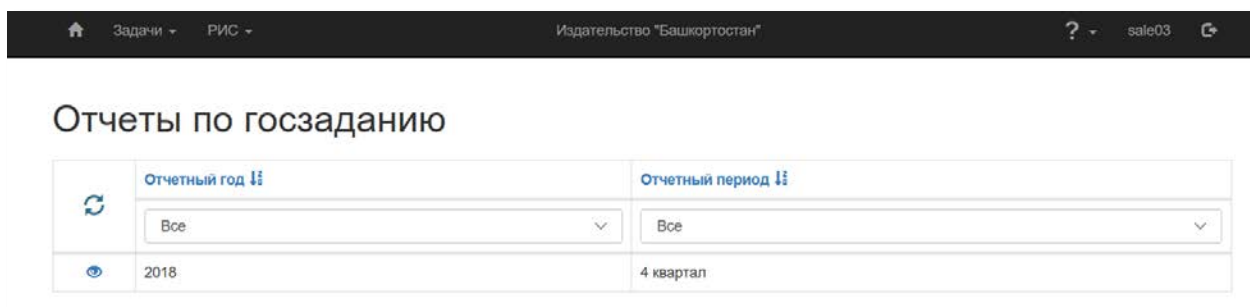 Задачи РИС Издательство "Башкортостан" ? sale03
Отчеты по госзаданию
Отчетный год Отчетный период
Все Все
2018 4 квартал